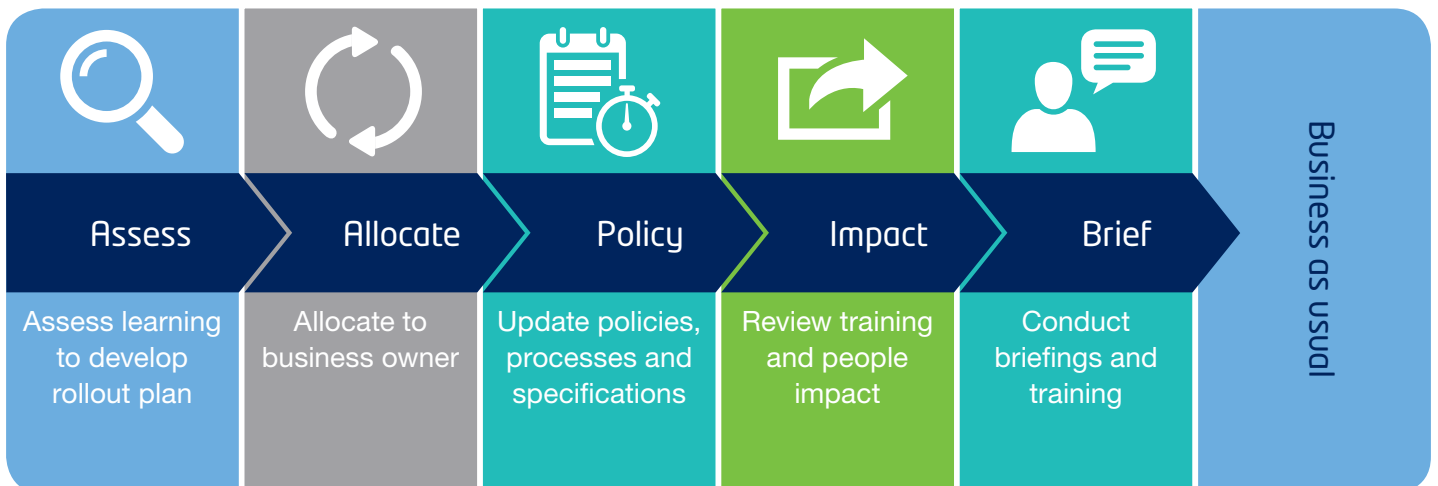 Assess
Allocate
Policy
Impact
Brief
Assess learning
to develop
rollout plan
Allocate to
business owner
Update policies,
processes and
specifications
Review training
and people
impact
Conduct
briefings and
training
Business as usual